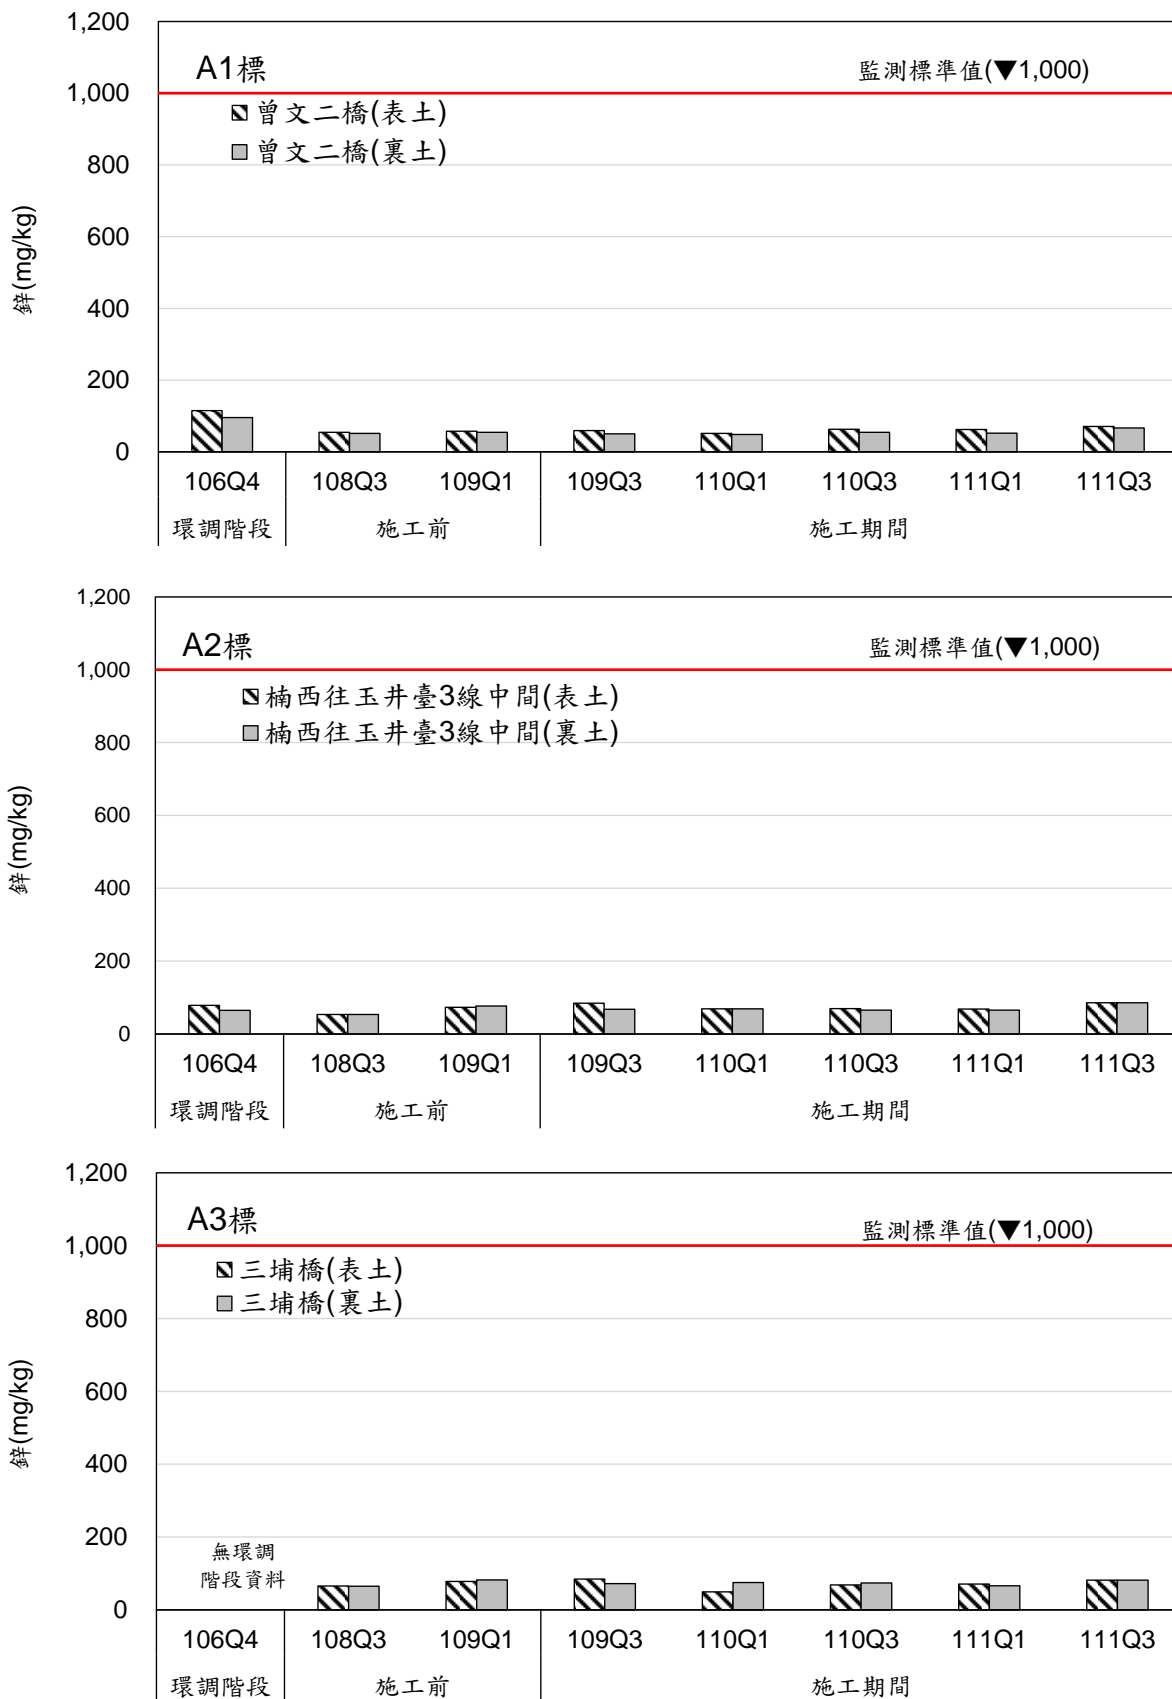 1,200
A1標
監測標準值(▼1,000)
1,000
曾文二橋(表土)
曾文二橋(裏土)
800
600
400
200
0
鋅(mg/kg)
106Q4 108Q3 109Q1 109Q3 110Q1 110Q3 111Q1 111Q3
環調階段 施工前 施工期間
1,200
A2標
監測標準值(▼1,000)
1,000
楠西往玉井臺3線中間(表土)
楠西往玉井臺3線中間(裏土)
800
600
400
200
0
鋅(mg/kg)
106Q4 108Q3 109Q1 109Q3 110Q1 110Q3 111Q1 111Q3
環調階段 施工前 施工期間
1,200
A3標
監測標準值(▼1,000)
1,000
三埔橋(表土)
三埔橋(裏土)
800
600
400
200
0
鋅(mg/kg)
無環調
階段資料
106Q4 108Q3 109Q1 109Q3 110Q1 110Q3 111Q1 111Q3
環調階段 施工前 施工期間